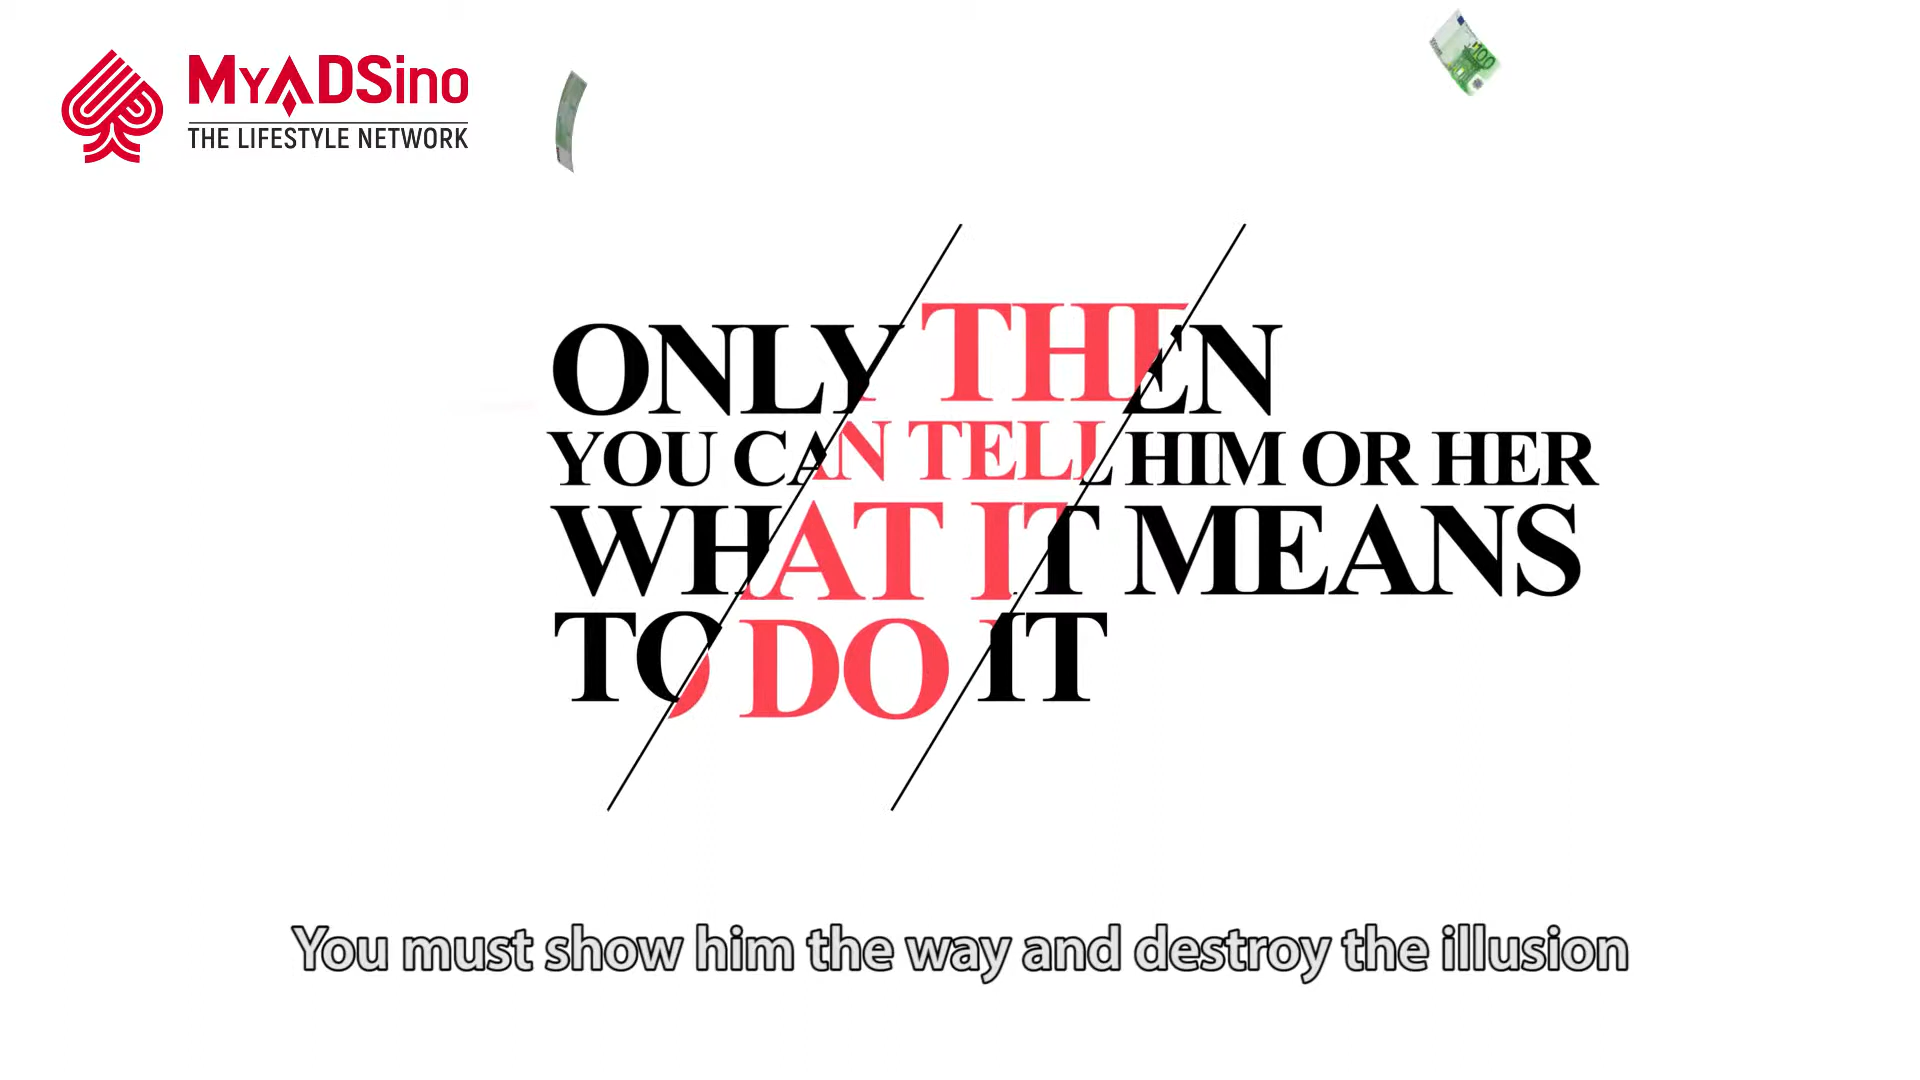 MYADSino
THE LIFESTYLE NETWORK
100
ONLY THEN
YOU CAN TELL HIM OR HER
WHAT IT MEANS
TO DO IT
You must show him the way and destroy the illusion